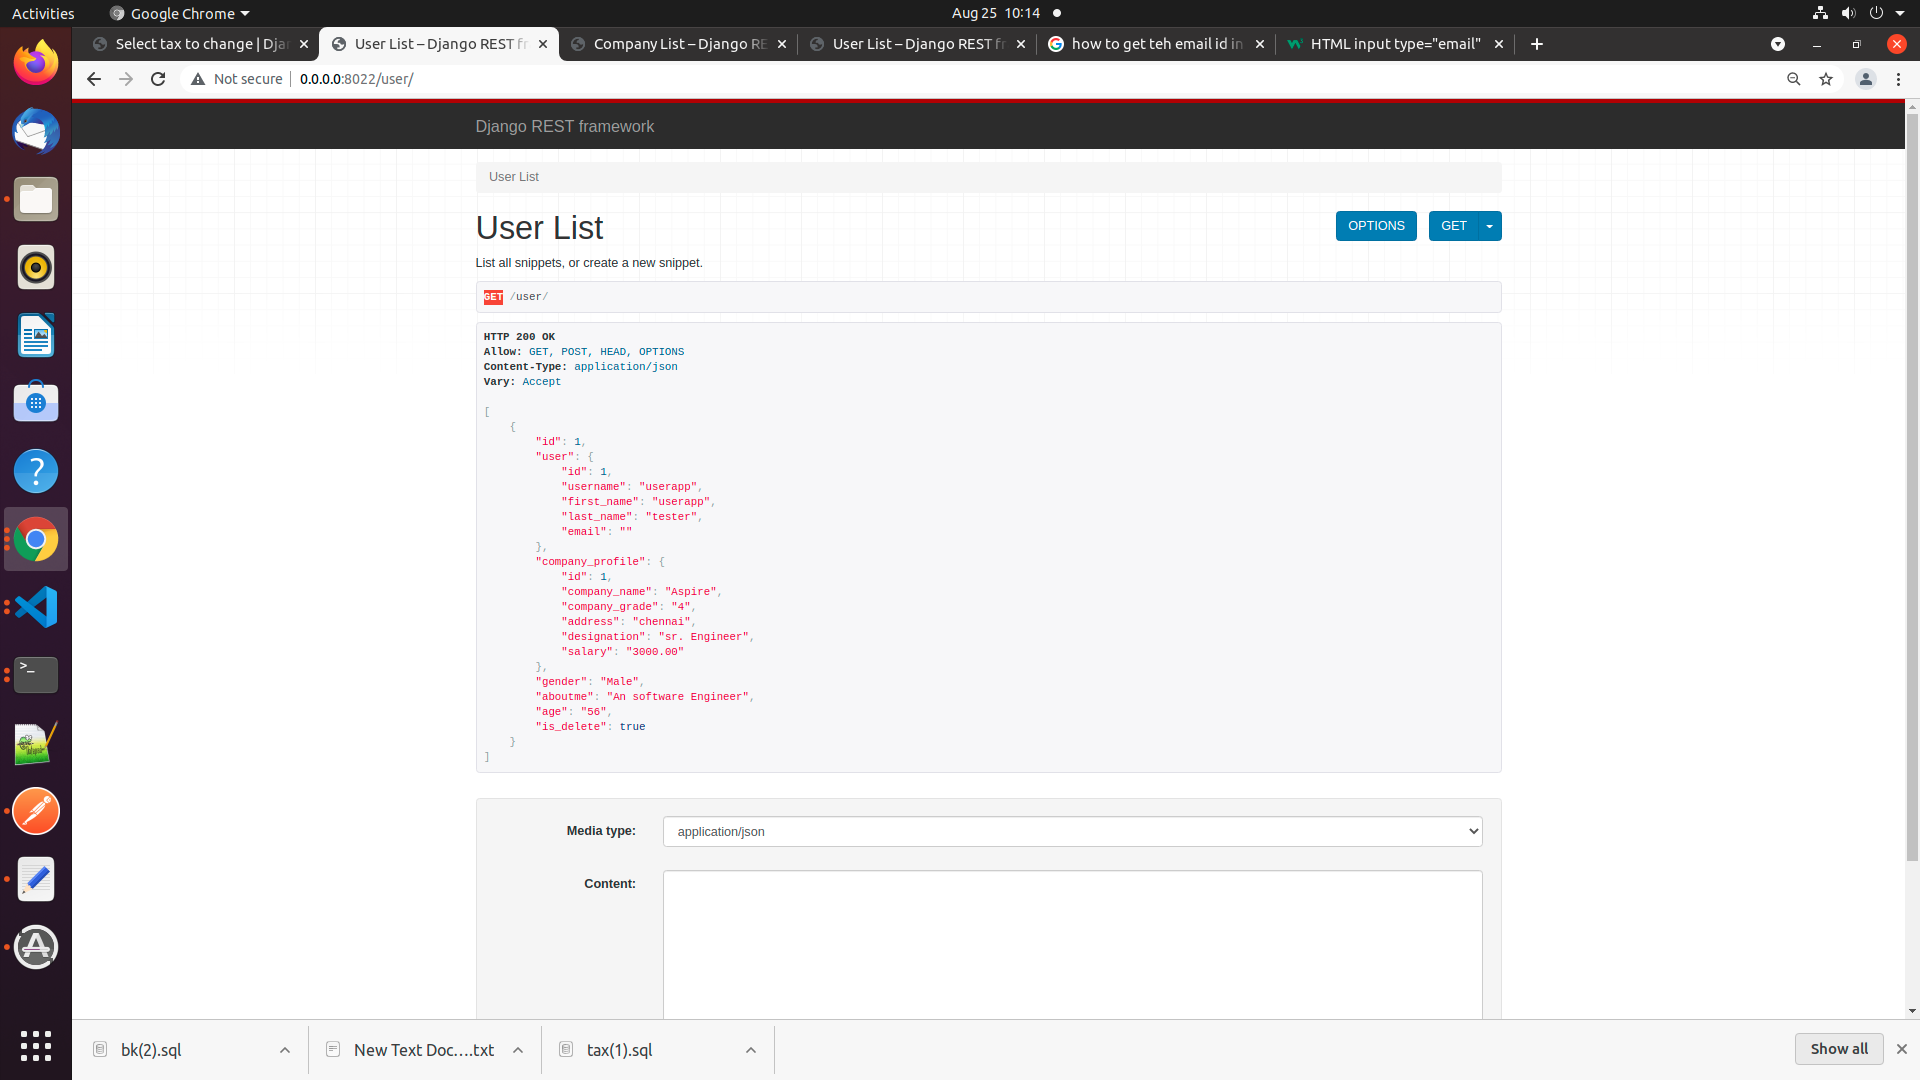 Activities
Google Chrome
Aug 25 10:14
Select tax to change | Djan
User List – Django REST fr
Company List – Django RE
User List – Django REST fr
how to get teh email id in
HTML input type="email"
Not secure
0.0.0.0:8022/user/
Django REST framework
User List
User List
OPTIONS
GET
List all snippets, or create a new snippet.
GET /user/
HTTP 200 OK
Allow: GET, POST, HEAD, OPTIONS
Content-Type: application/json
Vary: Accept
[
    {
        "id": 1,
        "user": {
            "id": 1,
            "username": "userapp",
            "first_name": "userapp",
            "last_name": "tester",
            "email": ""
        },
        "company_profile": {
            "id": 1,
            "company_name": "Aspire",
            "company_grade": "4",
            "address": "chennai",
            "designation": "sr. Engineer",
            "salary": "3000.00"
        },
        "gender": "Male",
        "aboutme": "An software Engineer",
        "age": "56",
        "is_delete": true
    }
]
Media type:
application/json
Content:
bk(2).sql
New Text Doc....txt
tax(1).sql
Show all